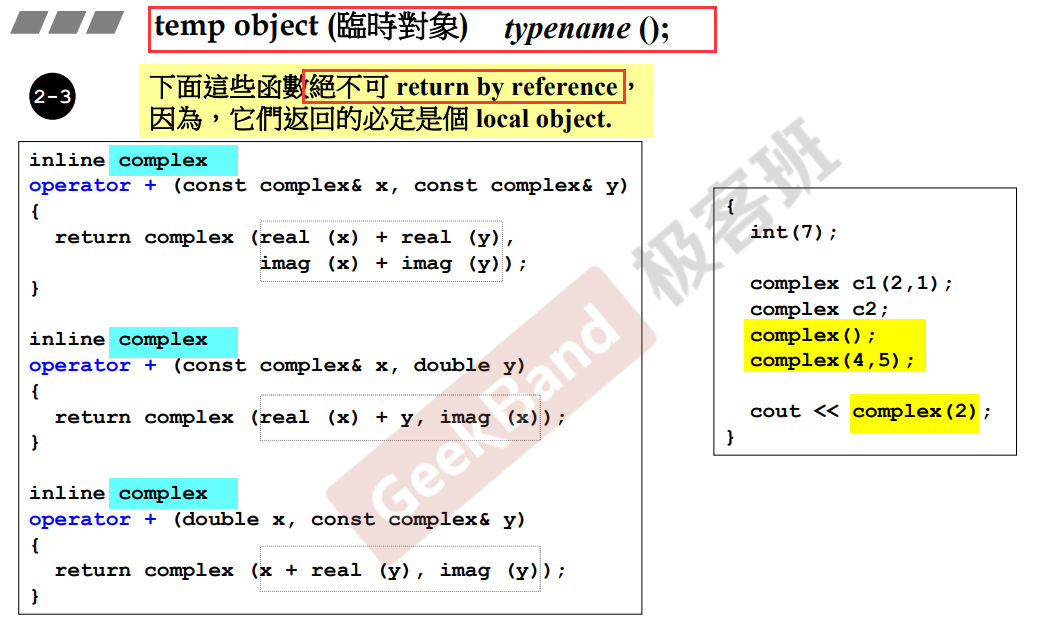 temp object (臨時對象) typename ();
2-3
下面這些函數絕不可 return by reference，
因為，它們返回的必定是個 local object.
inline complex
operator + (const complex& x, const complex& y)
{
return complex (real (x) + real (y),
imag (x) + imag (y));
}
inline complex
operator + (const complex& x, double y)
{
return complex (real (x) + y, imag (x));
}
inline complex
operator + (double x, const complex& y)
{
return complex (x + real (y), imag (y));
}
{
int(7);
complex c1(2,1);
complex c2;
complex();
complex(4,5);
cout << complex(2);
}
GeekBand 极客班